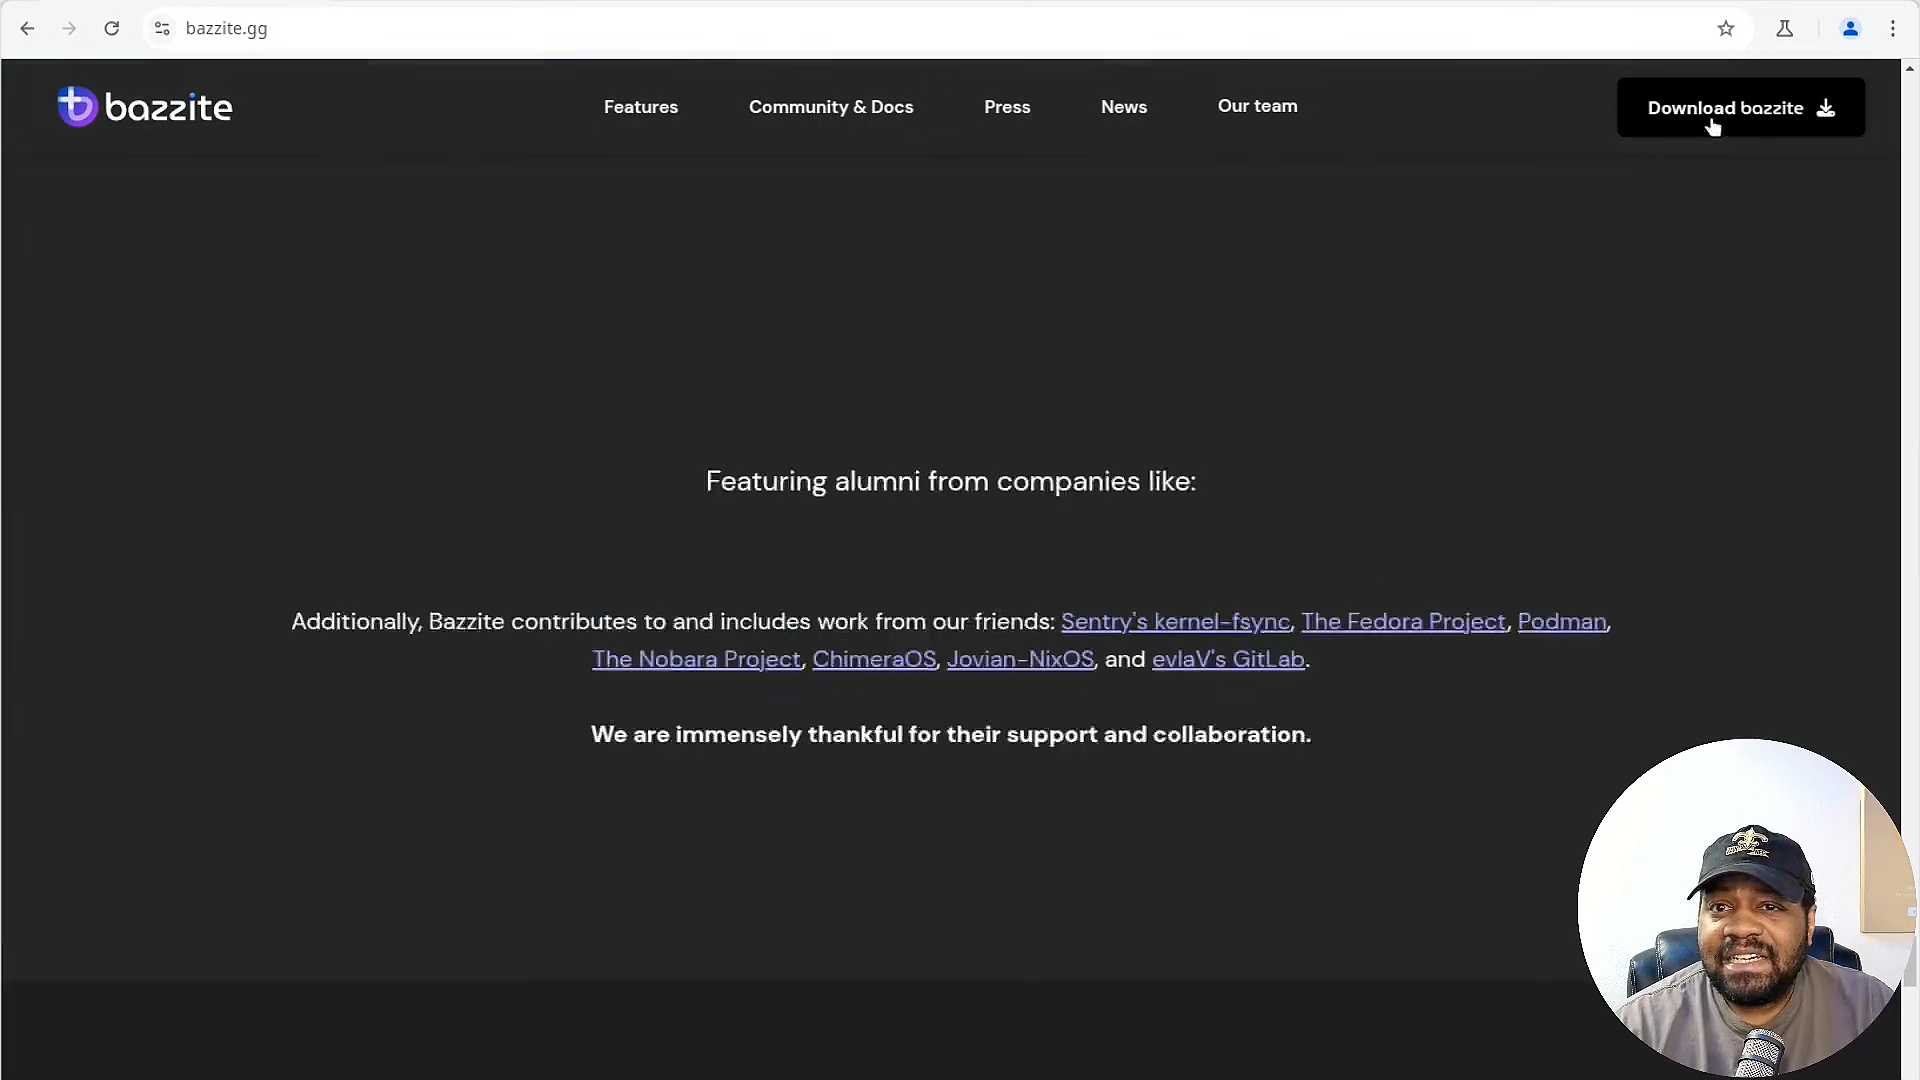 bazzite.gg
bazzite
Features
Community & Docs
Press
News
Our team
Download bazzite
Featuring alumni from companies like:
Additionally, Bazzite contributes to and includes work from our friends: Sentry's kernel-fsync, The Fedora Project, Podman,
The Nobara Project, ChimeraOS, Jovian-NixOS, and evlaV's GitLab.
We are immensely thankful for their support and collaboration.